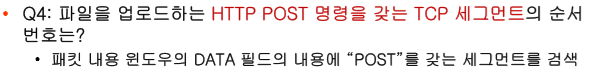 • Q4: 파일을 업로드하는 HTTP POST 명령을 갖는 TCP 세그먼트의 순서
번호는?
• 패킷 내용 윈도우의 DATA 필드의 내용에 “POST”를 갖는 세그먼트를 검색